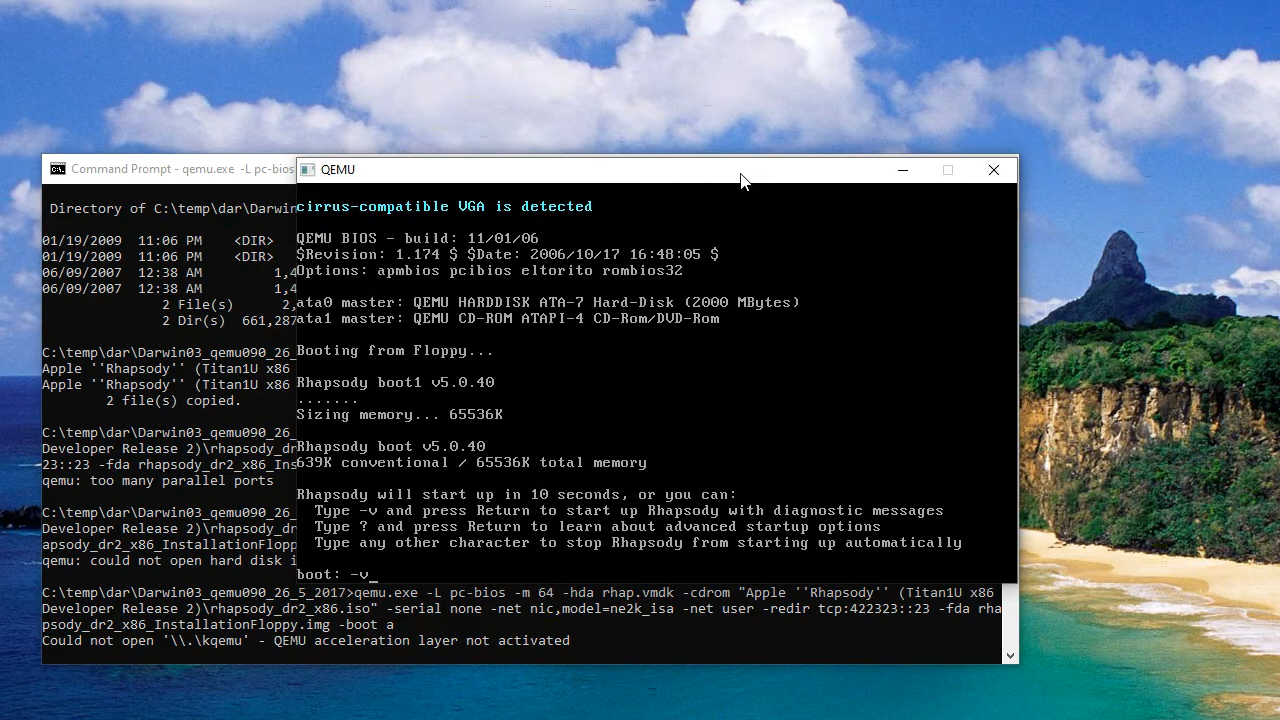 Command Prompt - qemu.exe -L pc-bios
Directory of C:\temp\dar\Darwin
01/19/2009 11:06 PM <DIR>
01/19/2009 11:06 PM <DIR>
06/09/2007 12:38 AM 1,4
06/09/2007 12:38 AM 1,4
2 File(s) 2,
2 Dir(s) 661,287
C:\temp\dar\Darwin03_qemu090_26_
Apple ''Rhapsody'' (Titan1U x86
Apple ''Rhapsody'' (Titan1U x86
2 file(s) copied.
C:\temp\dar\Darwin03_qemu090_26_
Developer Release 2)\rhapsody_dr
23::23 -fda rhapsody_dr2_x86_Ins
qemu: too many parallel ports
C:\temp\dar\Darwin03_qemu090_26_
Developer Release 2)\rhapsody_dr
apsody_dr2_x86_InstallationFlopp
qemu: could not open hard disk i
C:\temp\dar\Darwin03_qemu090_26_5_2017>qemu.exe -L pc-bios -m 64 -hda rhap.vmdk -cdrom "Apple ''Rhapsody'' (Titan1U x86
Developer Release 2)\rhapsody_dr2_x86.iso" -serial none -net nic,model=ne2k_isa -net user -redir tcp:422323::23 -fda rha
psody_dr2_x86_InstallationFloppy.img -boot a
Could not open '\\.\kqemu' - QEMU acceleration layer not activated
QEMU
cirrus-compatible VGA is detected
QEMU BIOS - build: 11/01/06
$Revision: 1.174 $ $Date: 2006/10/17 16:48:05 $
Options: apmbios pcibios eltorito rombios32
ata0 master: QEMU HARDDISK ATA-7 Hard-Disk (2000 MBytes)
ata1 master: QEMU CD-ROM ATAPI-4 CD-Rom/DVD-Rom
Booting from Floppy...
Rhapsody boot1 v5.0.40
.......
Sizing memory... 65536K
Rhapsody boot v5.0.40
639K conventional / 65536K total memory
Rhapsody will start up in 10 seconds, or you can:
Type -v and press Return to start up Rhapsody with diagnostic messages
Type ? and press Return to learn about advanced startup options
Type any other character to stop Rhapsody from starting up automatically
boot: -v_